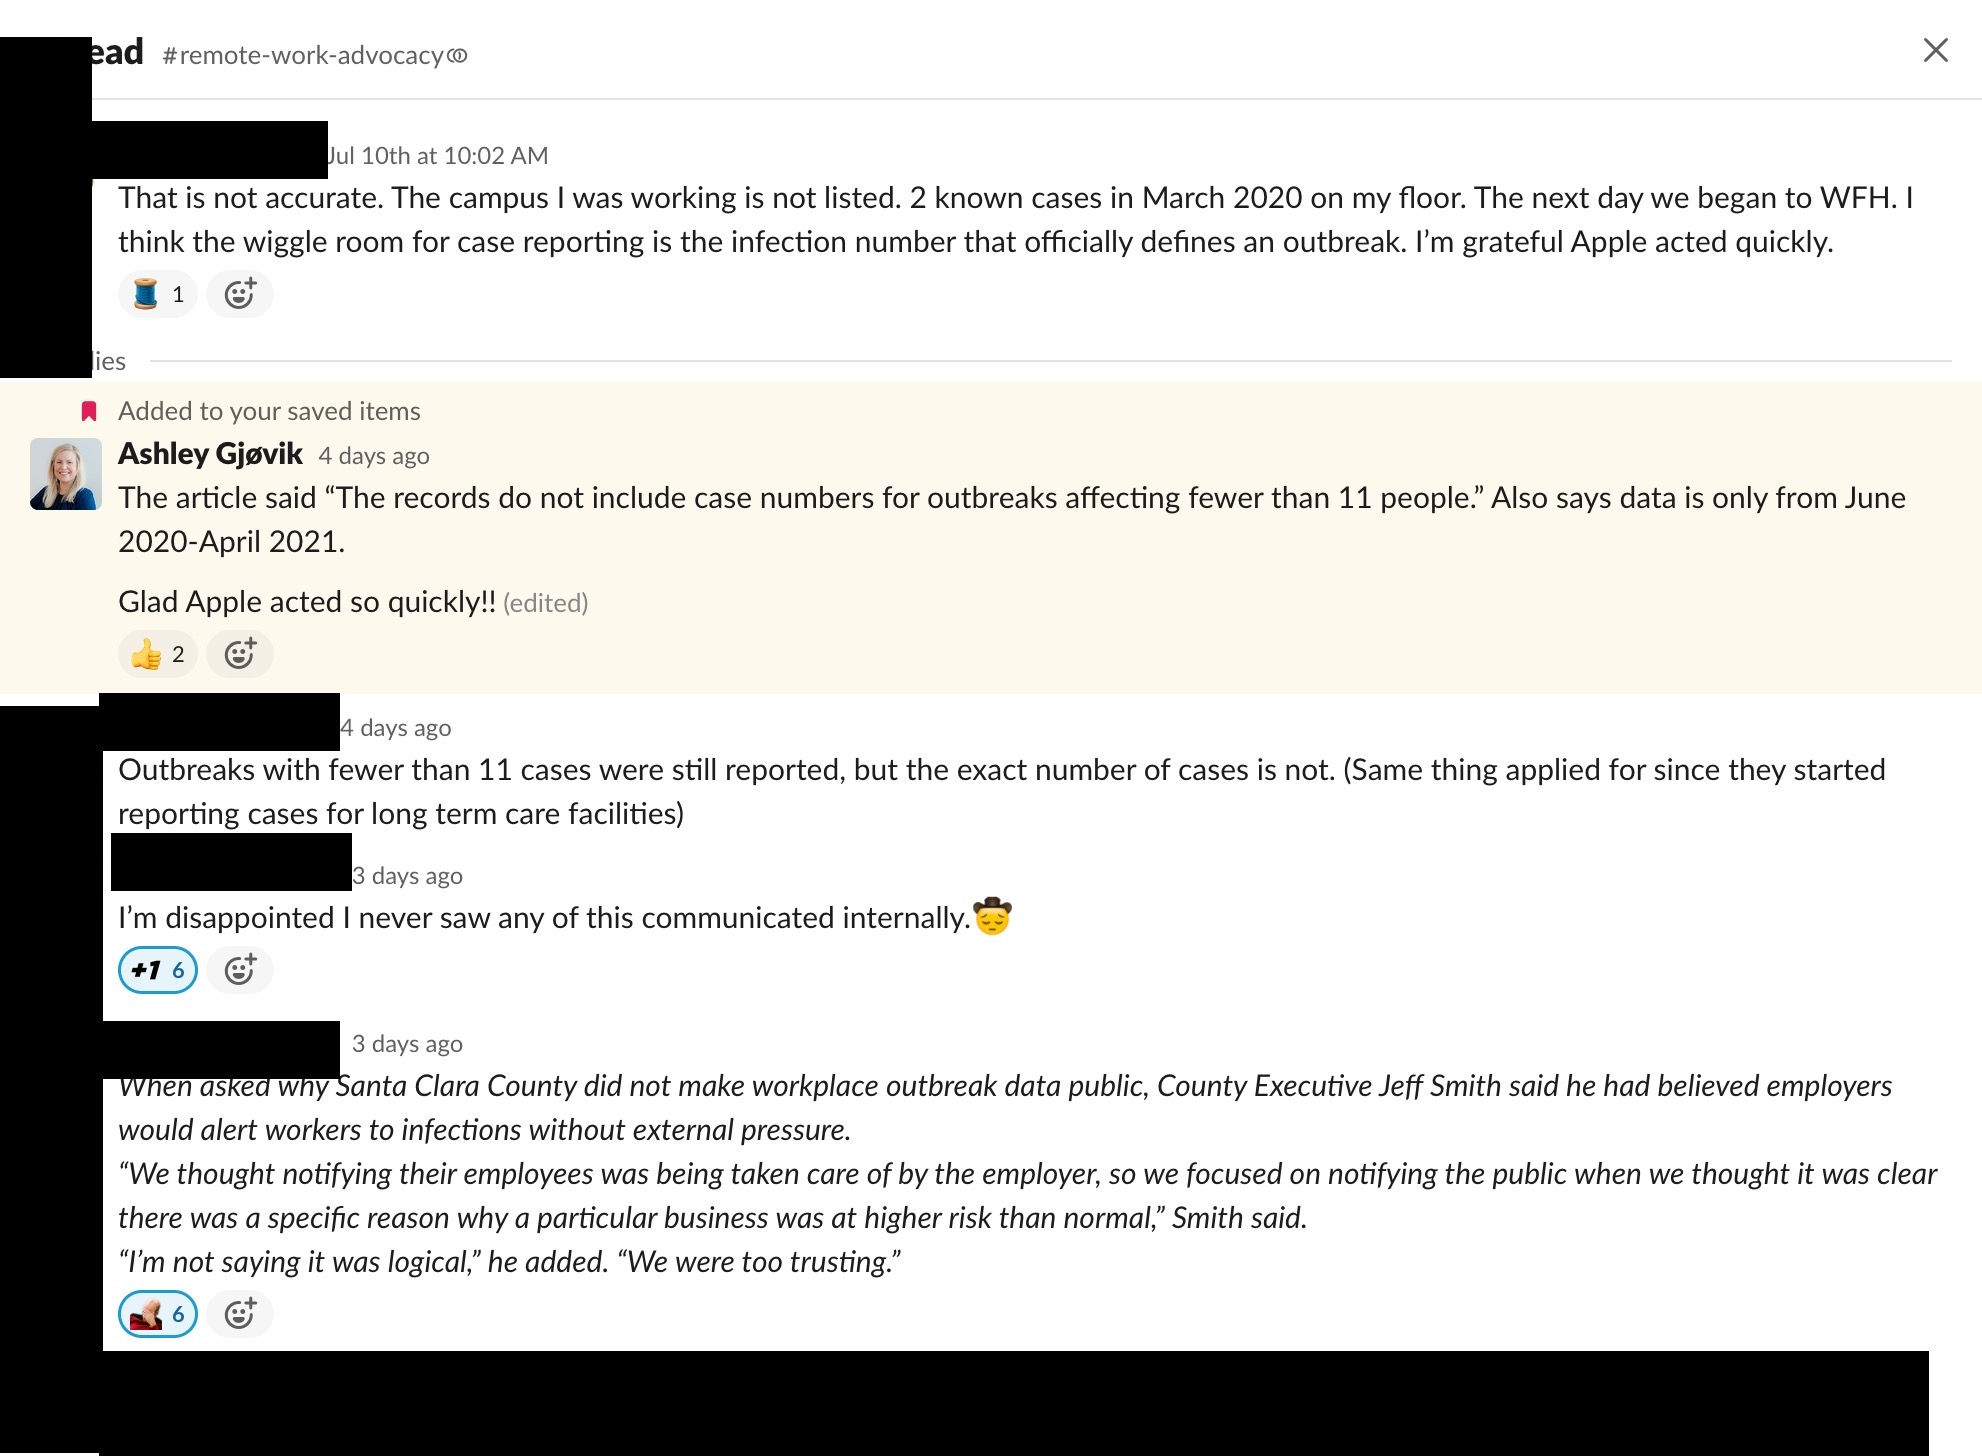 ead #remote-work-advocacy
Jul 10th at 10:02 AM
That is not accurate. The campus I was working is not listed. 2 known cases in March 2020 on my floor. The next day we began to WFH. I
think the wiggle room for case reporting is the infection number that officially defines an outbreak. I’m grateful Apple acted quickly.
1
lies
Added to your saved items
Ashley Gjøvik 4 days ago
The article said “The records do not include case numbers for outbreaks affecting fewer than 11 people.” Also says data is only from June
2020-April 2021.
Glad Apple acted so quickly!! (edited)
2
4 days ago
Outbreaks with fewer than 11 cases were still reported, but the exact number of cases is not. (Same thing applied for since they started
reporting cases for long term care facilities)
3 days ago
I’m disappointed I never saw any of this communicated internally.
+1 6
3 days ago
When asked why Santa Clara County did not make workplace outbreak data public, County Executive Jeff Smith said he had believed employers
would alert workers to infections without external pressure.
“We thought notifying their employees was being taken care of by the employer, so we focused on notifying the public when we thought it was clear
there was a specific reason why a particular business was at higher risk than normal,” Smith said.
“I’m not saying it was logical,” he added. “We were too trusting.”
6